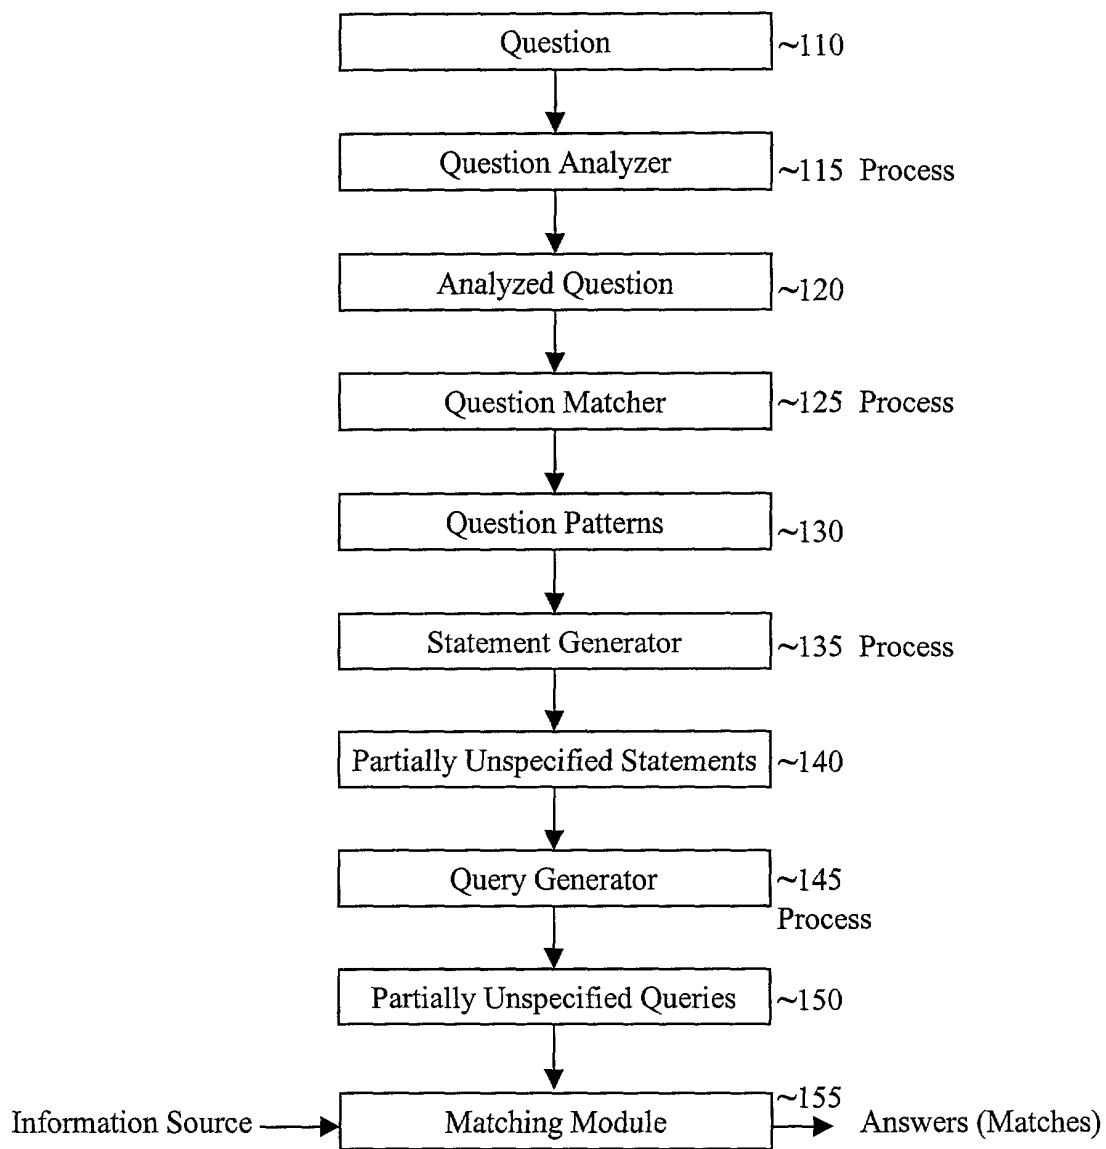 Question ~110
Question Analyzer ~115 Process
Analyzed Question ~120
Question Matcher ~125 Process
Question Patterns ~130
Statement Generator ~135 Process
Partially Unspecified Statements ~140
Query Generator ~145
Process
Partially Unspecified Queries ~150
~155
Information Source Matching Module Answers (Matches)